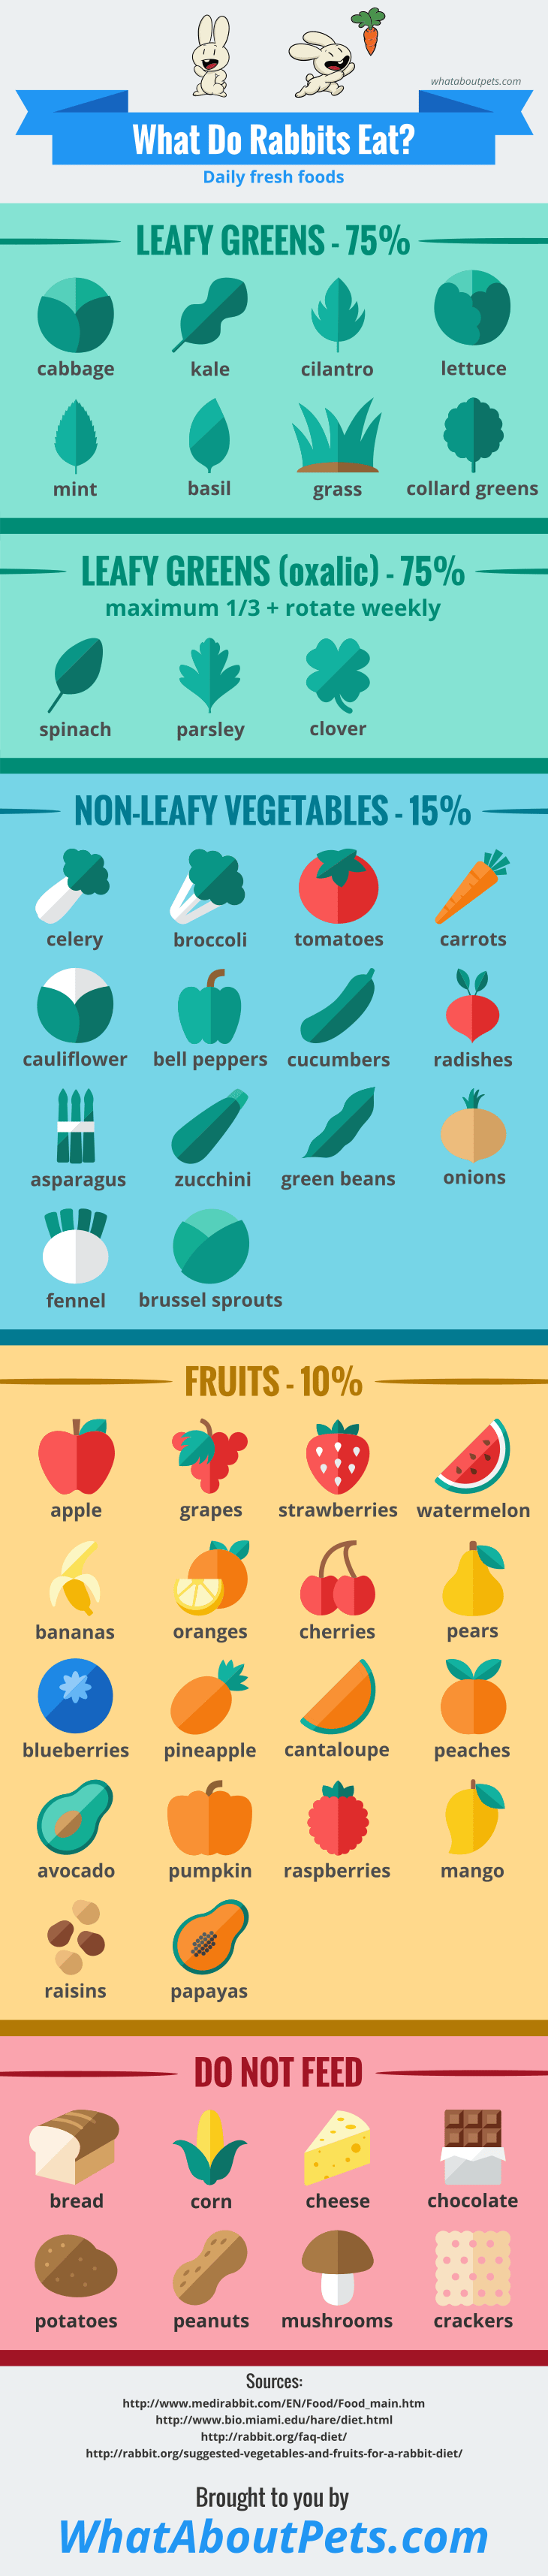 whataboutpets.com
What Do Rabbits Eat?
Daily fresh foods
LEAFY GREENS - 75%
cabbage kale cilantro lettuce
mint basil grass collard greens
LEAFY GREENS (oxalic) - 75%
maximum 1/3 + rotate weekly
spinach parsley clover
NON-LEAFY VEGETABLES - 15%
celery broccoli tomatoes carrots
cauliflower bell peppers cucumbers radishes
asparagus zucchini green beans onions
fennel brussel sprouts
FRUITS - 10%
apple grapes strawberries watermelon
bananas oranges cherries pears
blueberries pineapple cantaloupe peaches
avocado pumpkin raspberries mango
raisins papayas
DO NOT FEED
bread corn cheese chocolate
potatoes peanuts mushrooms crackers
Sources:
http://www.medirabbit.com/EN/Food/Food_main.htm
http://www.bio.miami.edu/hare/diet.html
http://rabbit.org/faq-diet/
http://rabbit.org/suggested-vegetables-and-fruits-for-a-rabbit-diet/
Brought to you by
WhatAboutPets.com